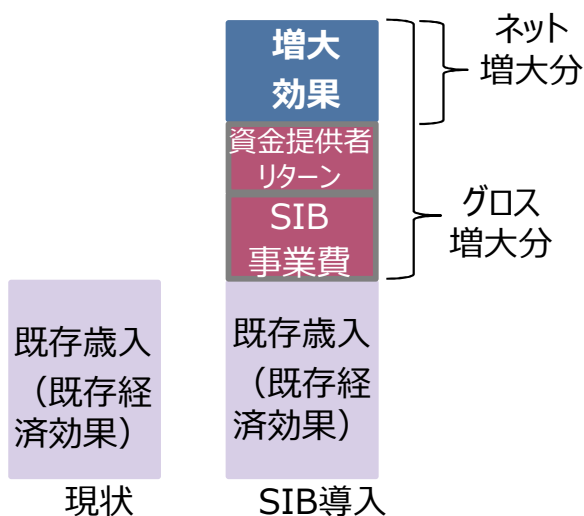 増大
効果
ネット
増大分
資金提供者
リターン
SIB
事業費
グロス
増大分
既存歳入
（既存経
済効果）
既存歳入
（既存経
済効果）
現状
SIB導入